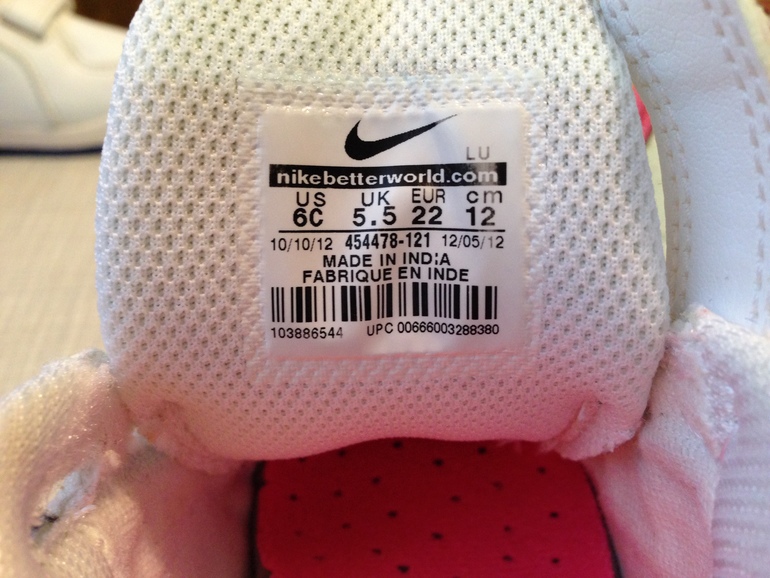 LU
nikebetterworld.com
US UK EUR cm
6C 5.5 22 12
10/10/12 454478-121 12/05/12
MADE IN INDIA
FABRIQUE EN INDE
103886544 UPC 00666003288380